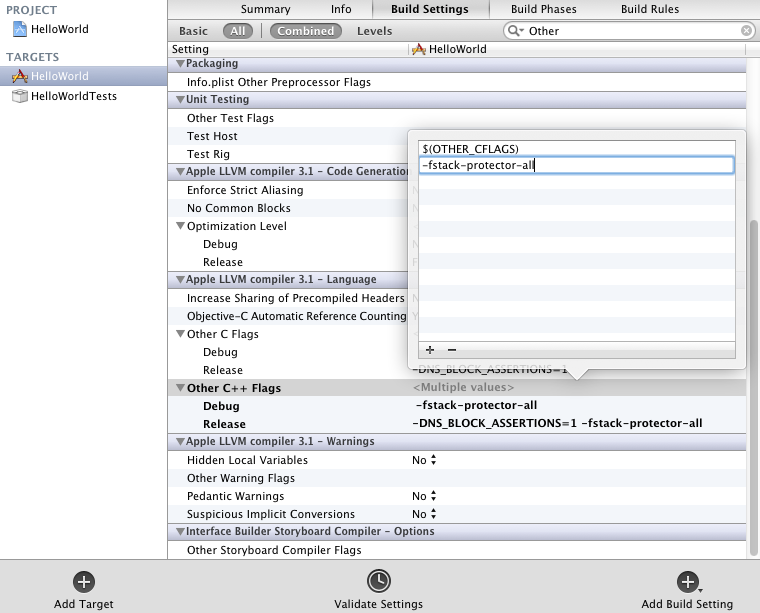 PROJECT
HelloWorld
TARGETS
HelloWorld
HelloWorldTests
Summary Info Build Settings Build Phases Build Rules
Basic All Combined Levels Other
Setting HelloWorld
Packaging
Info.plist Other Preprocessor Flags
Unit Testing
Other Test Flags
Test Host
Test Rig
Apple LLVM compiler 3.1 - Code Generation
Enforce Strict Aliasing
No Common Blocks
Optimization Level
Debug
Release
Apple LLVM compiler 3.1 - Language
Increase Sharing of Precompiled Headers
Objective-C Automatic Reference Counting
Other C Flags
Debug
Release -DNS_BLOCK_ASSERTIONS=1
$(OTHER_CFLAGS)
-fstack-protector-all
+ −
Other C++ Flags <Multiple values>
Debug -fstack-protector-all
Release -DNS_BLOCK_ASSERTIONS=1 -fstack-protector-all
Apple LLVM compiler 3.1 - Warnings
Hidden Local Variables No
Other Warning Flags
Pedantic Warnings No
Suspicious Implicit Conversions No
Interface Builder Storyboard Compiler - Options
Other Storyboard Compiler Flags
Add Target Validate Settings Add Build Setting